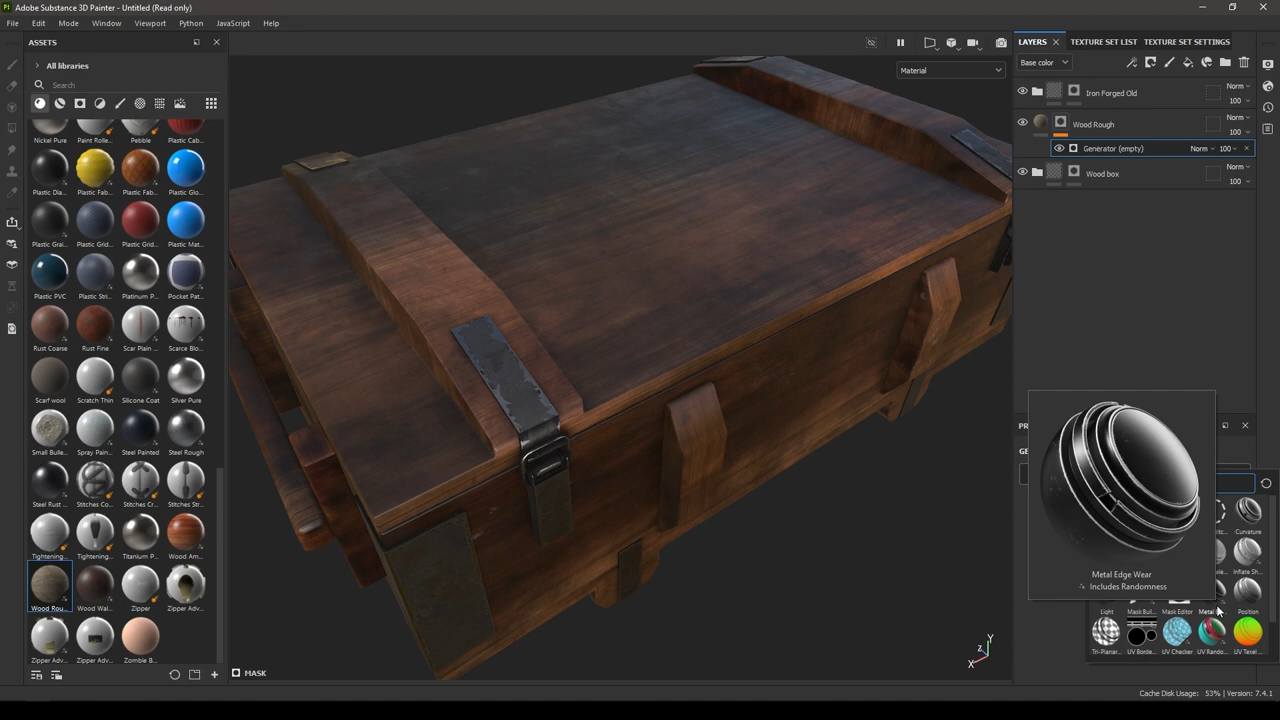 Pt Adobe Substance 3D Painter - Untitled (Read only)
File Edit Mode Window Viewport Python JavaScript Help
ASSETS
All libraries
Search
Nickel Pure Paint Rolle... Pebble Plastic Cab...
Plastic Dia... Plastic Fab... Plastic Fab... Plastic Glo...
Plastic Grai... Plastic Grid... Plastic Grid... Plastic Mat...
Plastic PVC Plastic Stri... Platinum P... Pocket Pat...
Rust Coarse Rust Fine Scar Plain ... Scarce Blo...
Scarf wool Scratch Thin Silicone Coat Silver Pure
Small Bulle... Spray Pain... Steel Painted Steel Rough
Steel Rust ... Stitches Co... Stitches Cr... Stitches Str...
Tightening... Tightening... Titanium P... Wood Am...
Wood Rou... Wood Wal... Zipper Zipper Adv...
Zipper Adv... Zipper Adv... Zombie B...
Material
Y
Z
X
MASK
LAYERS TEXTURE SET LIST TEXTURE SET SETTINGS
Base color
Iron Forged Old Norm 100
Wood Rough Norm 100
Generator (empty) Norm 100
Wood box Norm 100
Metal Edge Wear
Includes Randomness
Curvature
Inflate Sh...
Light Mask Buil... Mask Editor Metal Position
Tri-Planar... UV Borde... UV Checker UV Rando... UV Texel ...
Cache Disk Usage: 53% | Version: 7.4.1